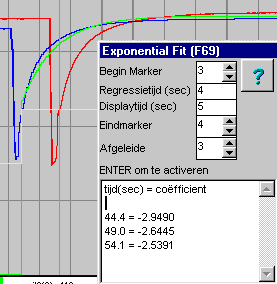 Exponential Fit (F69)
Begin Marker 3
Regressietijd (sec) 4
Displaytijd (sec) 5
Eindmarker 4
Afgeleide 3
?
ENTER om te activeren
tijd(sec) = coëfficient
44.4 = -2.9490
49.0 = -2.6445
54.1 = -2.5391